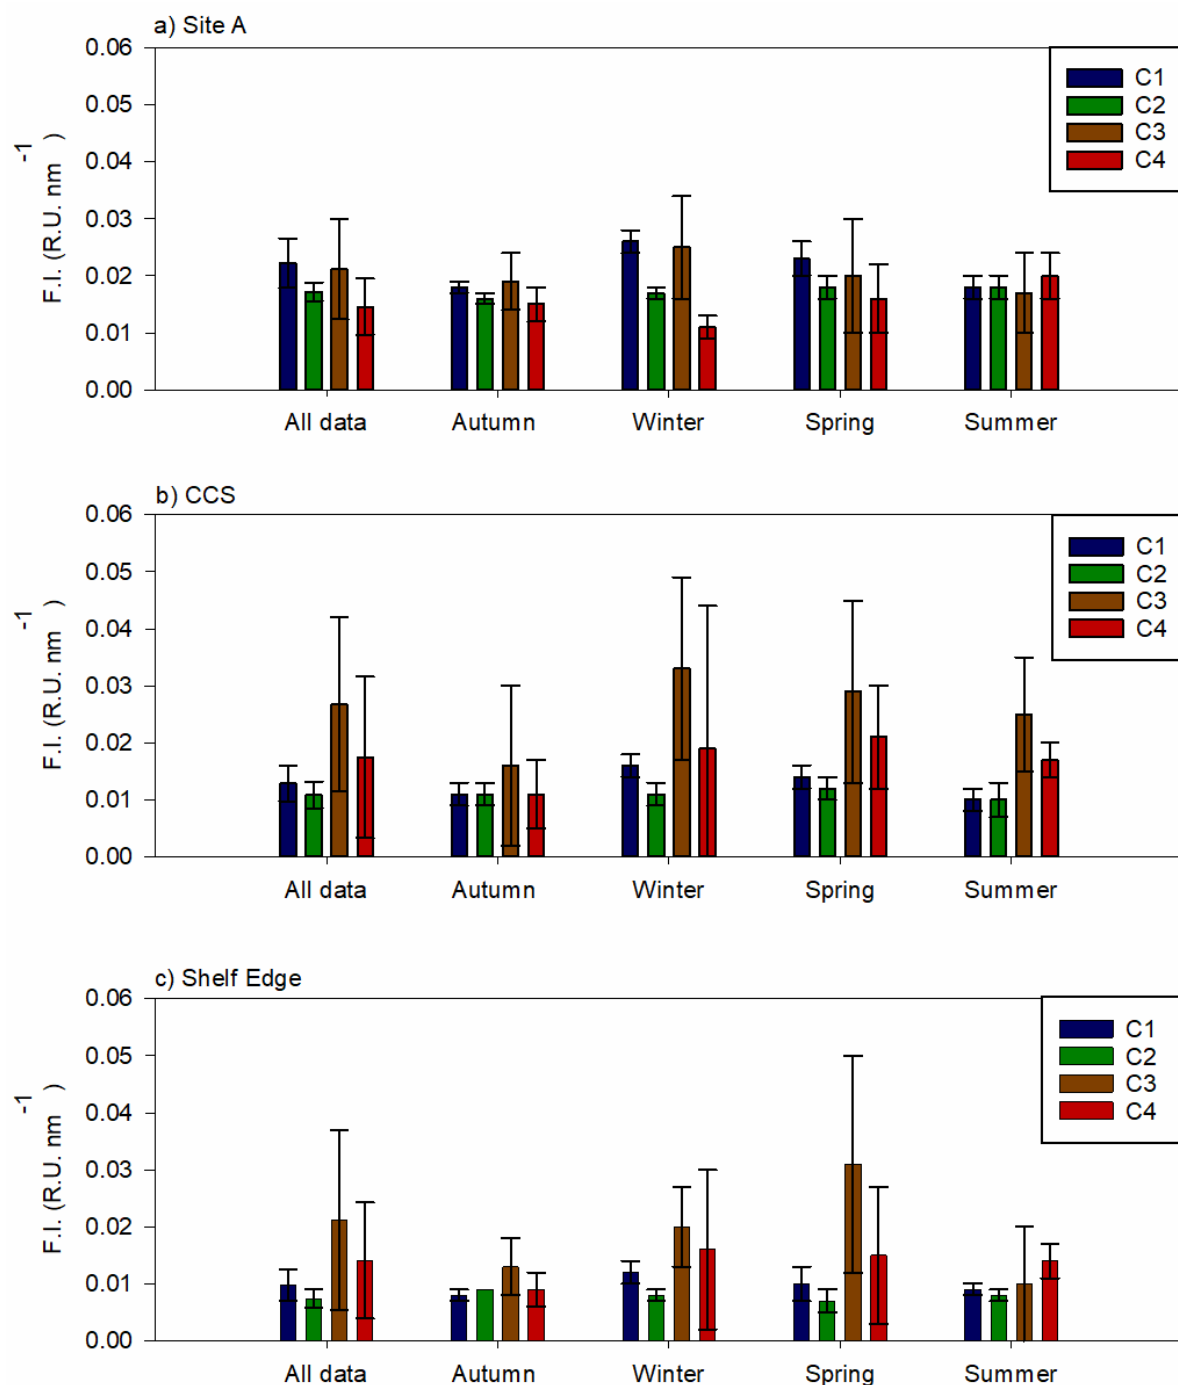 a) Site A
0.06
0.05
0.04
0.03
0.02
0.01
0.00
F.I. (R.U. nm -1 )
C1
C2
C3
C4
All data Autumn Winter Spring Summer
b) CCS
0.06
0.05
0.04
0.03
0.02
0.01
0.00
F.I. (R.U. nm -1 )
C1
C2
C3
C4
All data Autumn Winter Spring Summer
c) Shelf Edge
0.06
0.05
0.04
0.03
0.02
0.01
0.00
F.I. (R.U. nm -1 )
C1
C2
C3
C4
All data Autumn Winter Spring Summer